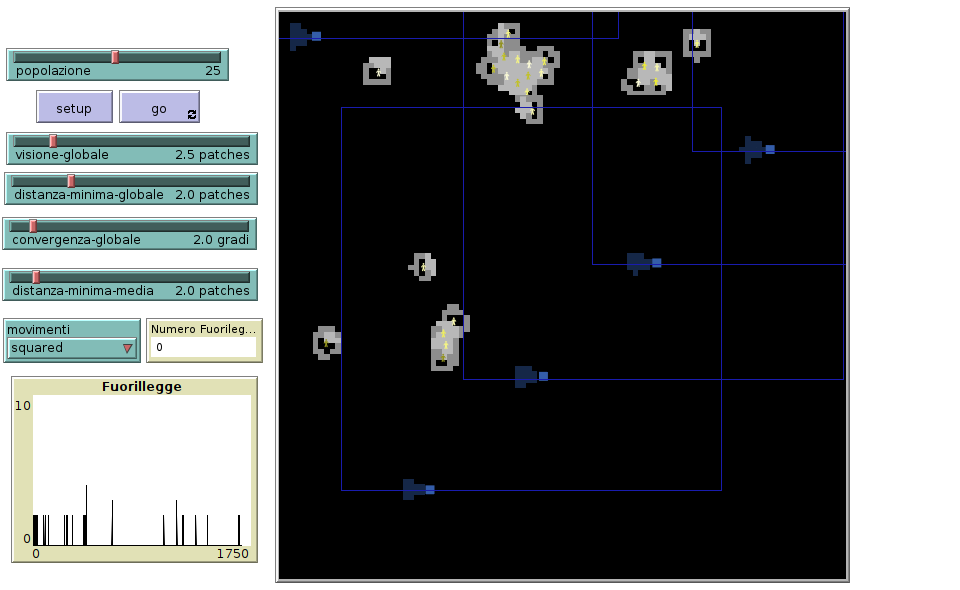 popolazione 25
setup
go
visione-globale 2.5 patches
distanza-minima-globale 2.0 patches
convergenza-globale 2.0 gradi
distanza-minima-media 2.0 patches
movimenti
squared
Numero Fuorileg...
0
Fuorillegge
10
0
0 1750